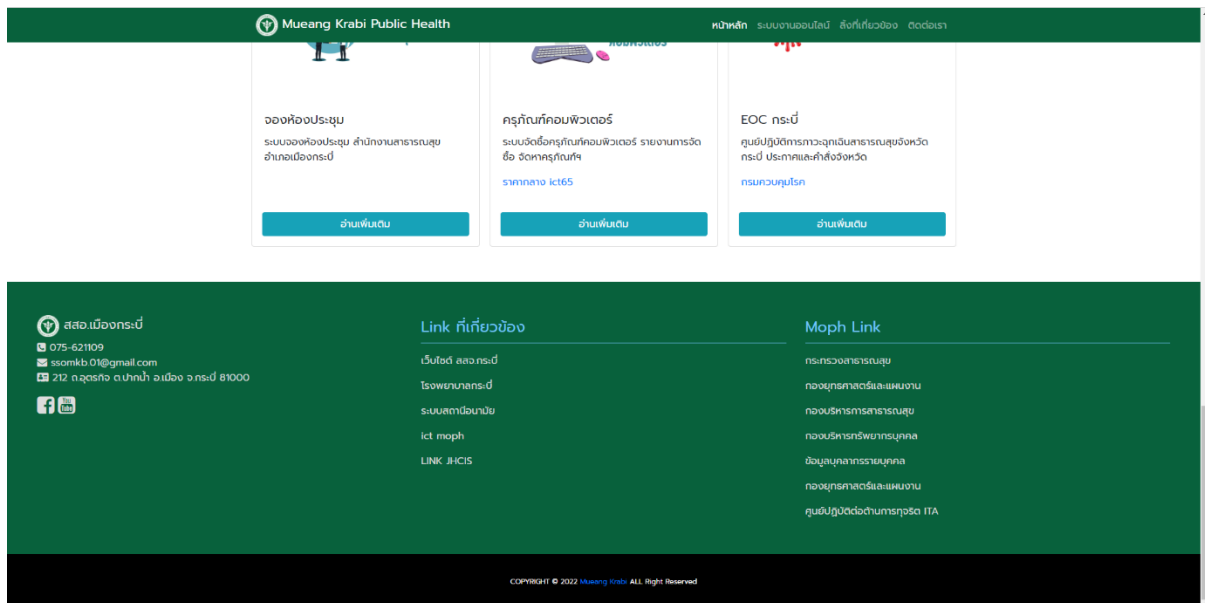 Mueang Krabi Public Health
หน้าหลัก ระบบงานออนไลน์ ลิ้งที่เกี่ยวข้อง ติดต่อเรา
จองห้องประชุม
ระบบจองห้องประชุม สำนักงานสาธารณสุข
อำเภอเมืองกระบี่
อ่านเพิ่มเติม
ครุภัณฑ์คอมพิวเตอร์
ระบบจัดซื้อครุภัณฑ์คอมพิวเตอร์ รายงานการจัด
ซื้อ จัดหาครุภัณฑ์ฯ
ราคากลาง ict65
อ่านเพิ่มเติม
EOC กระบี่
ศูนย์ปฏิบัติการภาวะฉุกเฉินสาธารณสุขจังหวัด
กระบี่ ประกาศและคำสั่งจังหวัด
กรมควบคุมโรค
อ่านเพิ่มเติม
สสอ.เมืองกระบี่
075-621109
ssomkb.01@gmail.com
212 ถ.อุตรกิจ ต.ปากน้ำ อ.เมือง จ.กระบี่ 81000
You
Tube
Link ที่เกี่ยวข้อง
เว็บไซต์ สสจ.กระบี่
โรงพยาบาลกระบี่
ระบบสถานีอนามัย
ict moph
LINK JHCIS
Moph Link
กระทรวงสาธารณสุข
กองยุทธศาสตร์และแผนงาน
กองบริหารการสาธารณสุข
กองบริหารทรัพยากรบุคคล
ข้อมูลบุคลากรรายบุคคล
กองยุทธศาสตร์และแผนงาน
ศูนย์ปฏิบัติต่อต้านการทุจริต ITA
COPYRIGHT © 2022 Mueang Krabi ALL Right Reserved